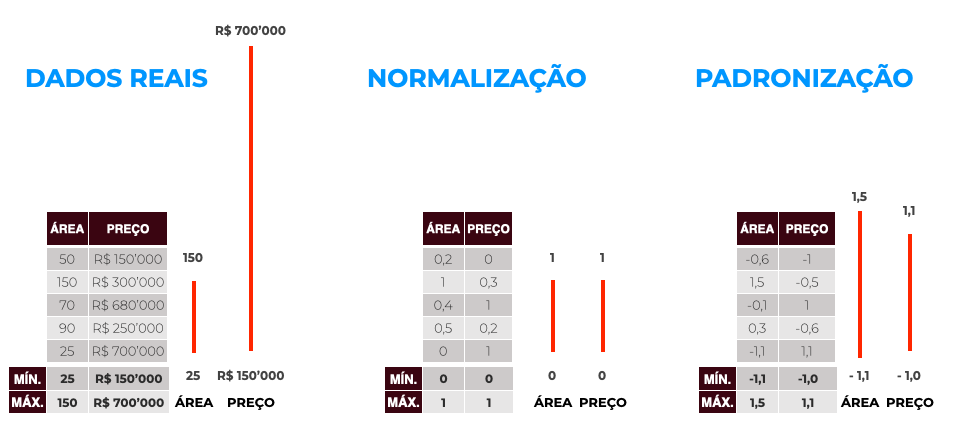 R$ 700'000
DADOS REAIS
NORMALIZAÇÃO
PADRONIZAÇÃO
ÁREA PREÇO
50 R$ 150'000
150 R$ 300'000
70 R$ 680'000
90 R$ 250'000
25 R$ 700'000
MÍN. 25 R$ 150'000
MÁX. 150 R$ 700'000
150
25 R$ 150'000
ÁREA PREÇO
ÁREA PREÇO
0,2 0
1 0,3
0,4 1
0,5 0,2
0 1
MÍN. 0 0
MÁX. 1 1
1 1
0 0
ÁREA PREÇO
ÁREA PREÇO
-0,6 -1
1,5 -0,5
-0,1 1
0,3 -0,6
-1,1 1,1
MÍN. -1,1 -1,0
MÁX. 1,5 1,1
1,5
1,1
- 1,1 - 1,0
ÁREA PREÇO